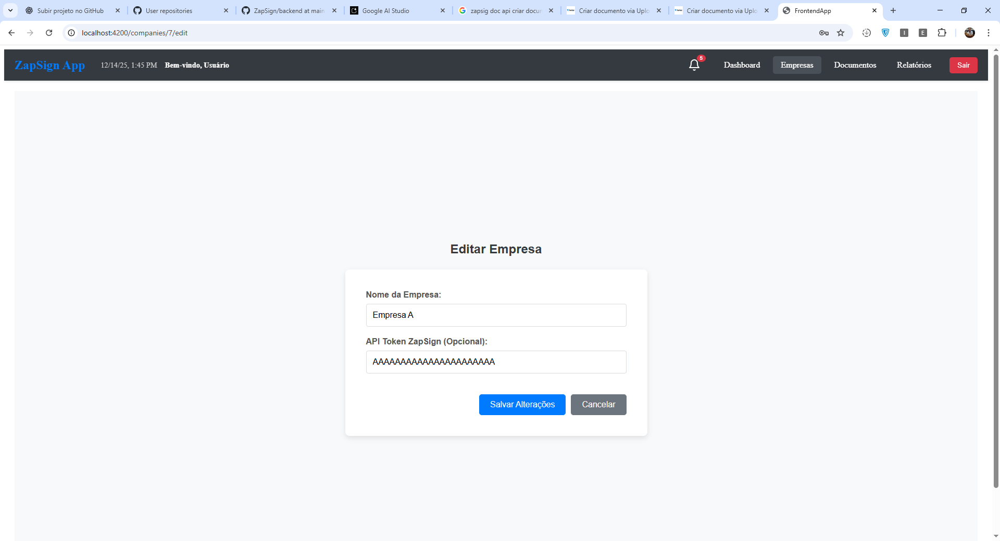 Subir projeto no GitHub
User repositories
ZapSign/backend at main
Google AI Studio
zapsig doc api criar docun
Criar documento via Uplo
Criar documento via Uplo
FrontendApp
localhost:4200/companies/7/edit
I
E
ZapSign App
12/14/25, 1:45 PM
Bem-vindo, Usuário
5
Dashboard
Empresas
Documentos
Relatórios
Sair
Editar Empresa
Nome da Empresa:
Empresa A
API Token ZapSign (Opcional):
AAAAAAAAAAAAAAAAAAAAAA
Salvar Alterações
Cancelar